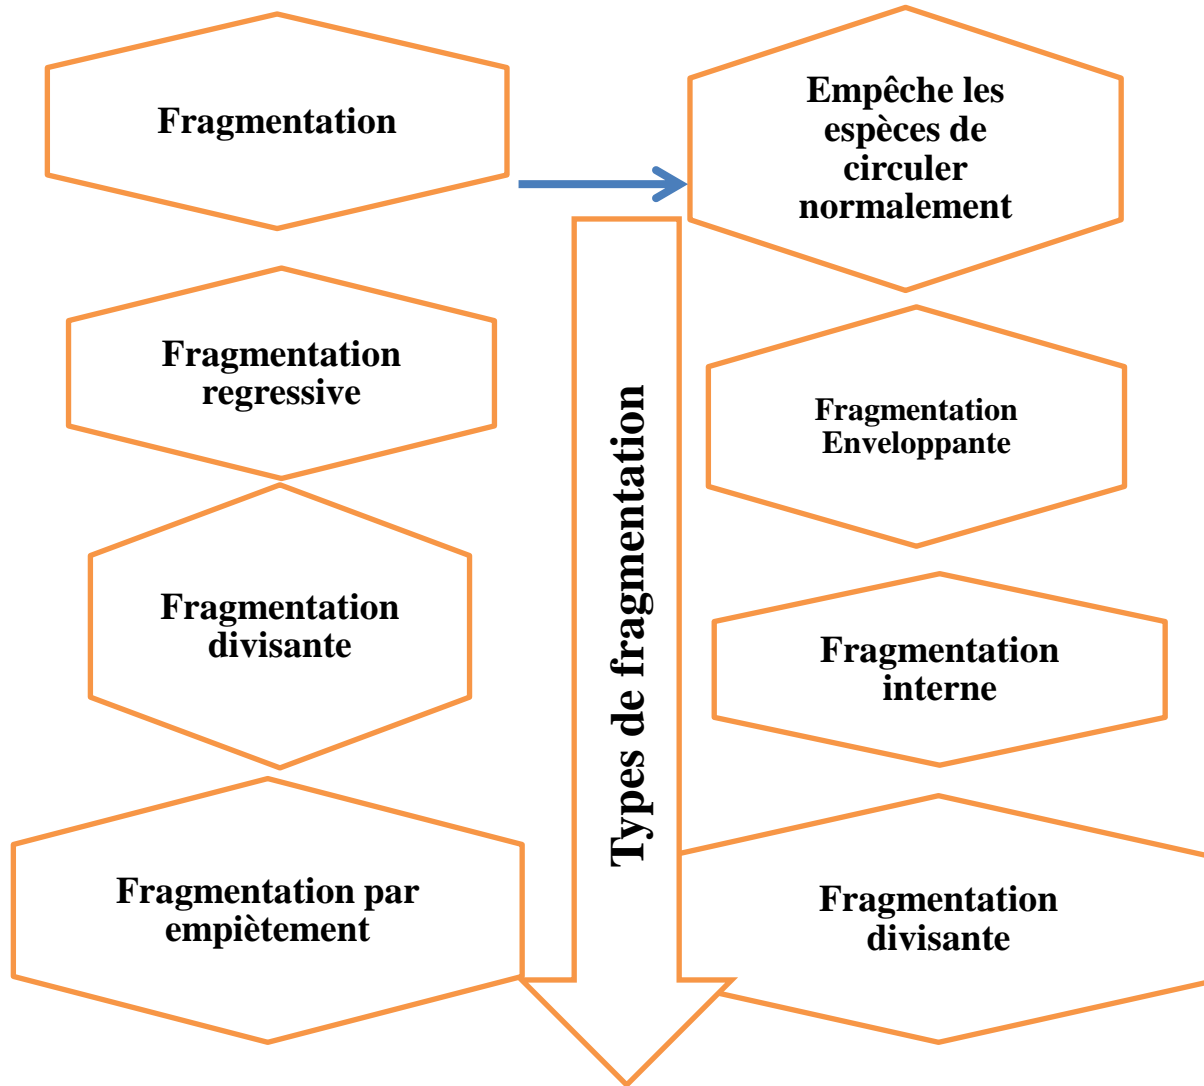 Fragmentation
Empêche les
espèces de
circuler
normalement
Types de fragmentation
Fragmentation
regressive
Fragmentation
Enveloppante
Fragmentation
divisante
Fragmentation
interne
Fragmentation par
empiètement
Fragmentation
divisante